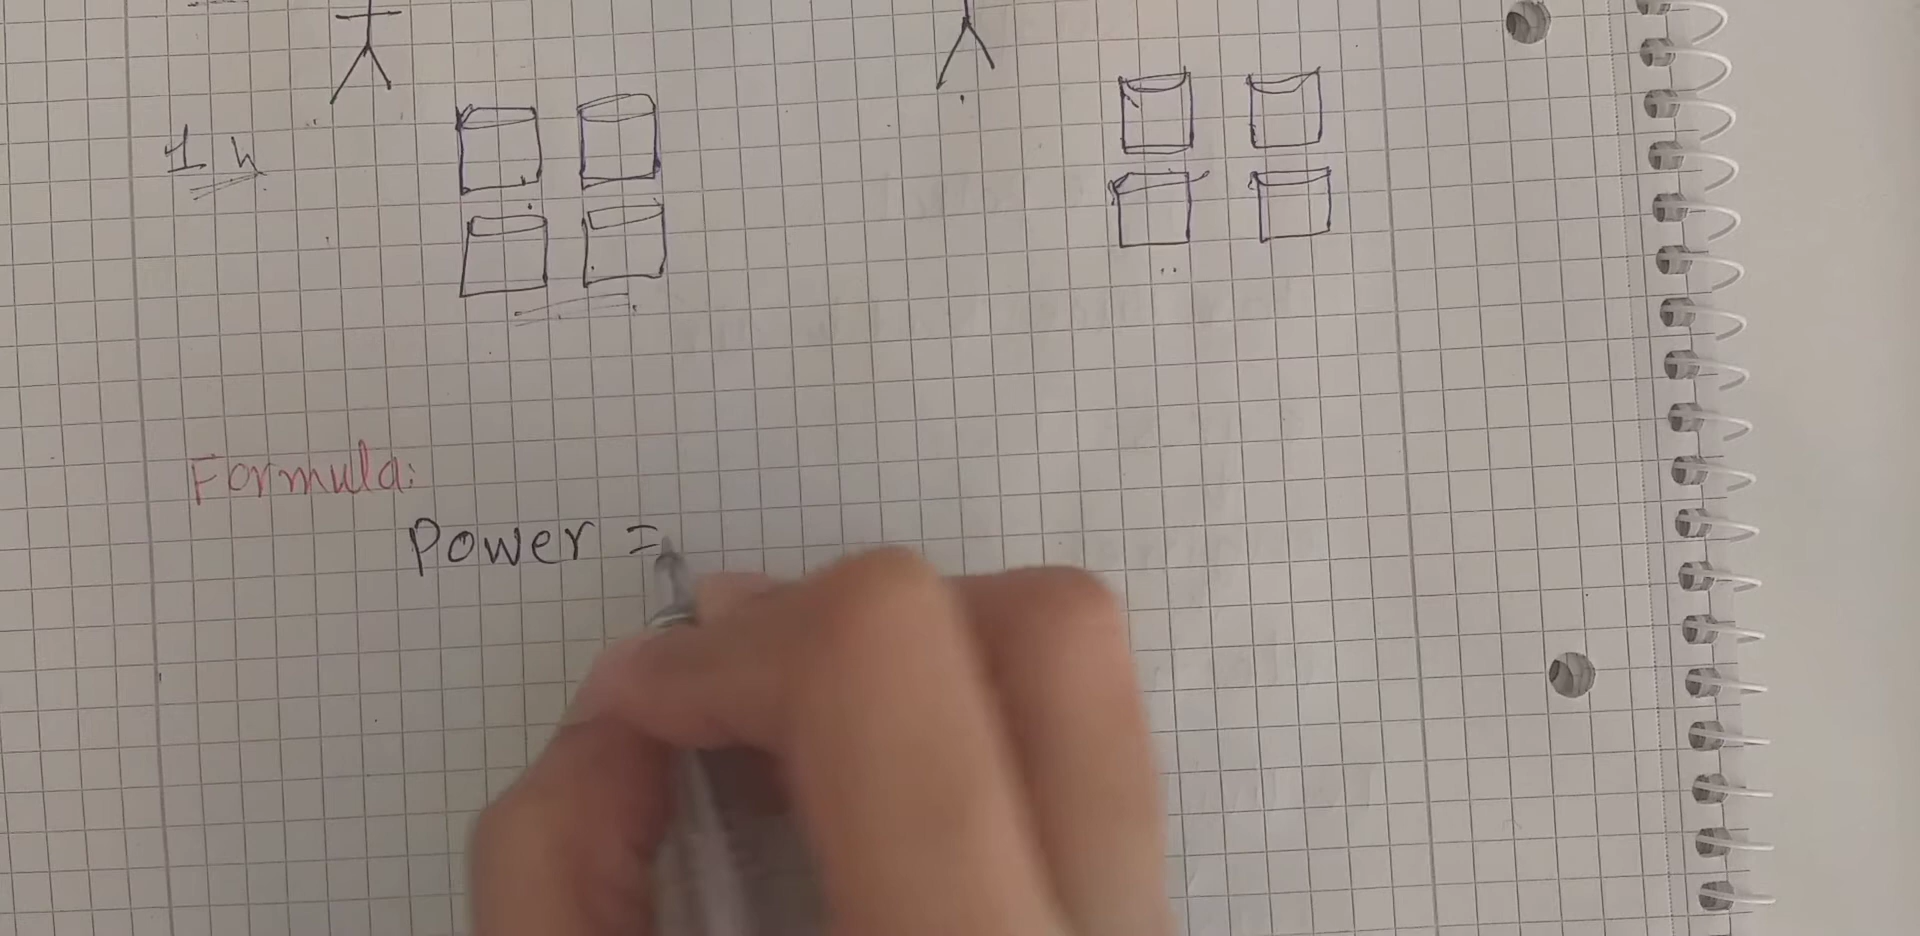 1 h
Formula:
Power =